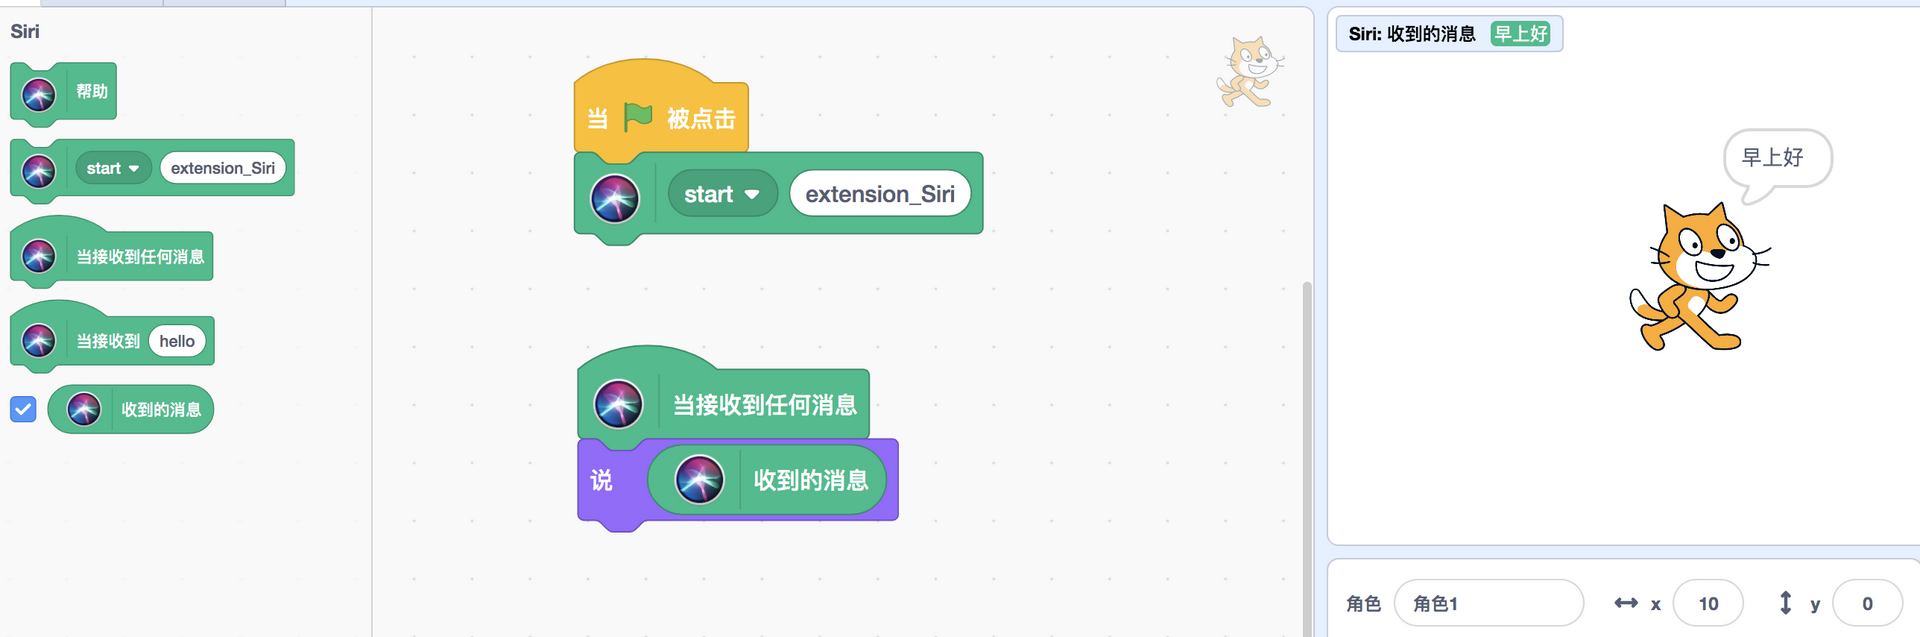 Siri
帮助
start extension_Siri
当接收到任何消息
当接收到 hello
收到的消息
当 被点击
start extension_Siri
当接收到任何消息
说 收到的消息
Siri: 收到的消息 早上好
早上好
角色 角色1 x 10 y 0